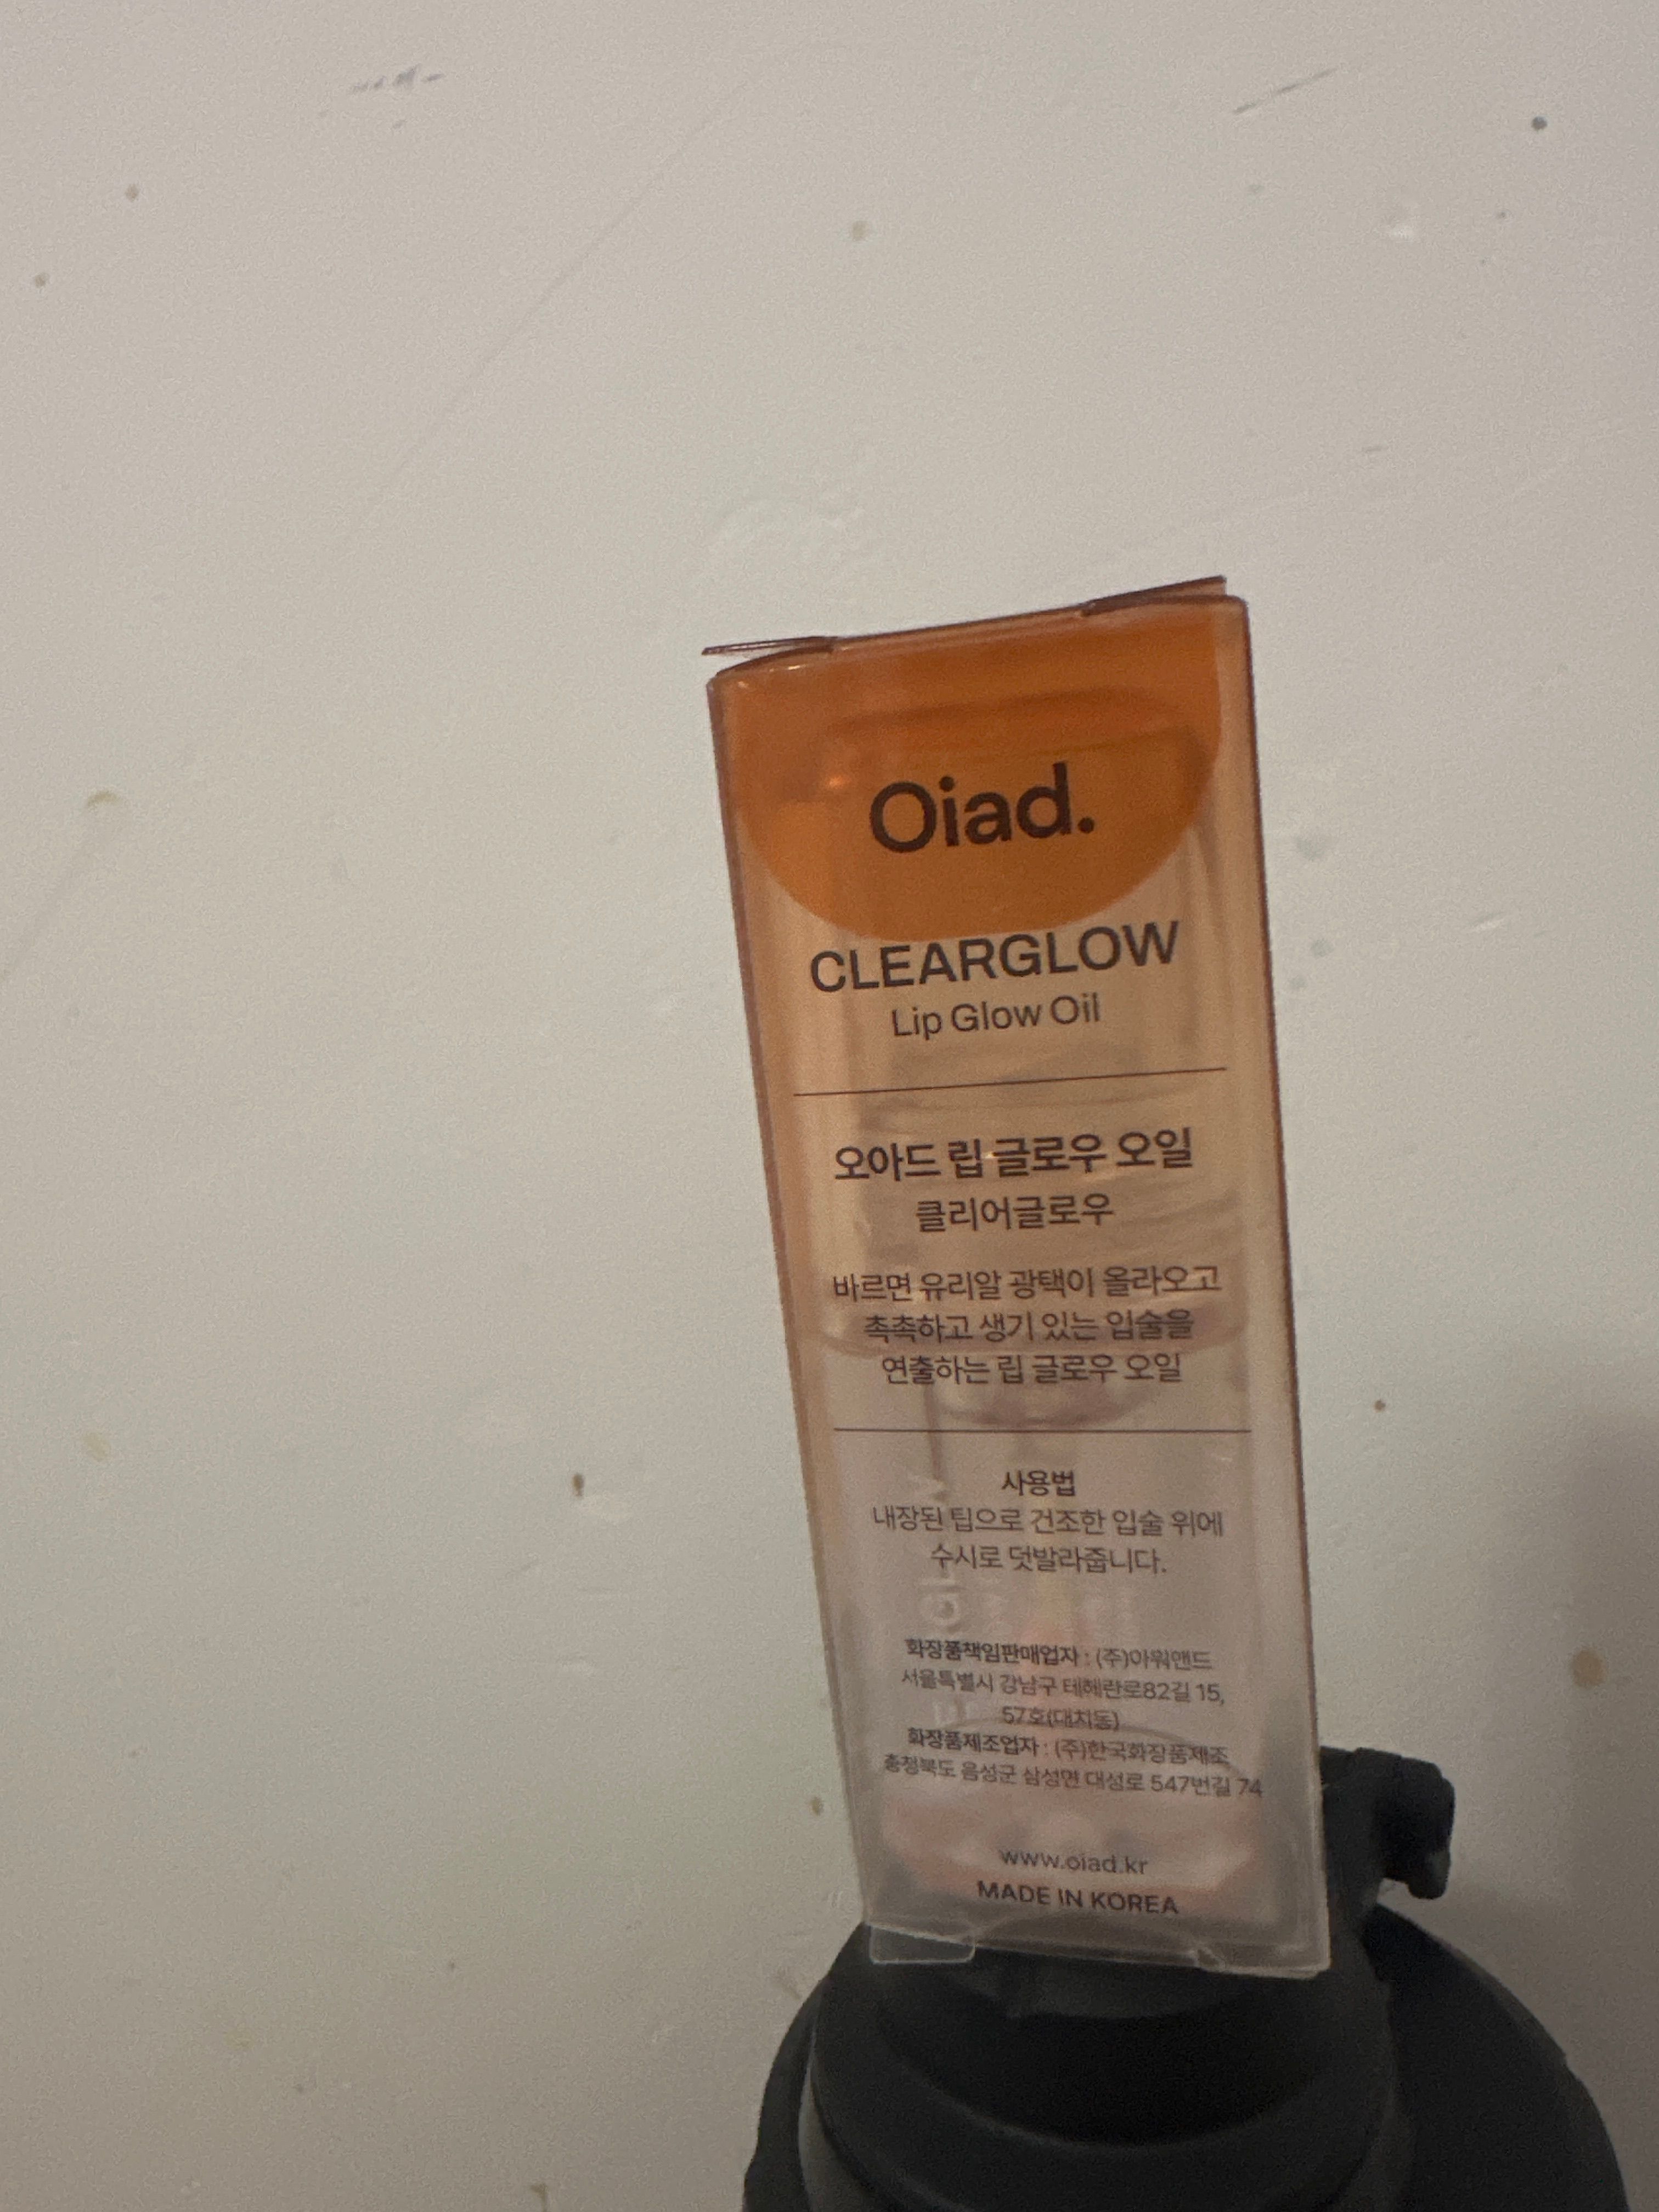 Oiad.
CLEARGLOW
Lip Glow Oil
오아드 립 글로우 오일
클리어글로우
바르면 유리알 광택이 올라오고
촉촉하고 생기 있는 입술을
연출하는 립 글로우 오일
사용법
내장된 팁으로 건조한 입술 위에
수시로 덧발라줍니다.
화장품책임판매업자 : (주)아워앤드
서울특별시 강남구 테헤란로82길 15,
57호(대치동)
화장품제조업자 : (주)한국화장품제조
충청북도 음성군 삼성면 대성로 547번길 74
www.oiad.kr
MADE IN KOREA